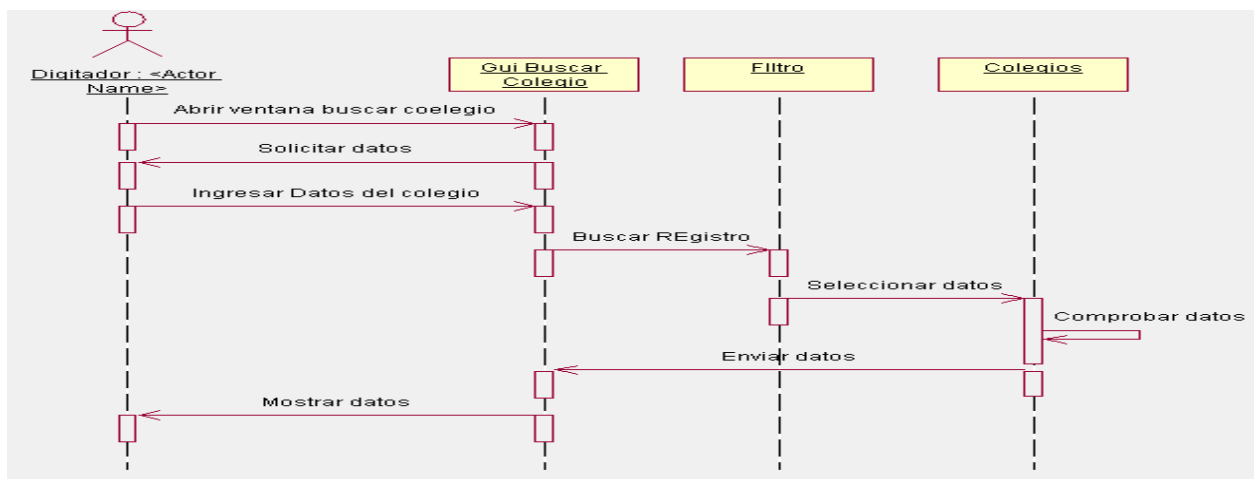 Digitador : <Actor
Name>
Gui Buscar
Colegio
FIltro
Colegios
Abrir ventana buscar coelegio
Solicitar datos
Ingresar Datos del colegio
Buscar REgistro
Seleccionar datos
Comprobar datos
Enviar datos
Mostrar datos